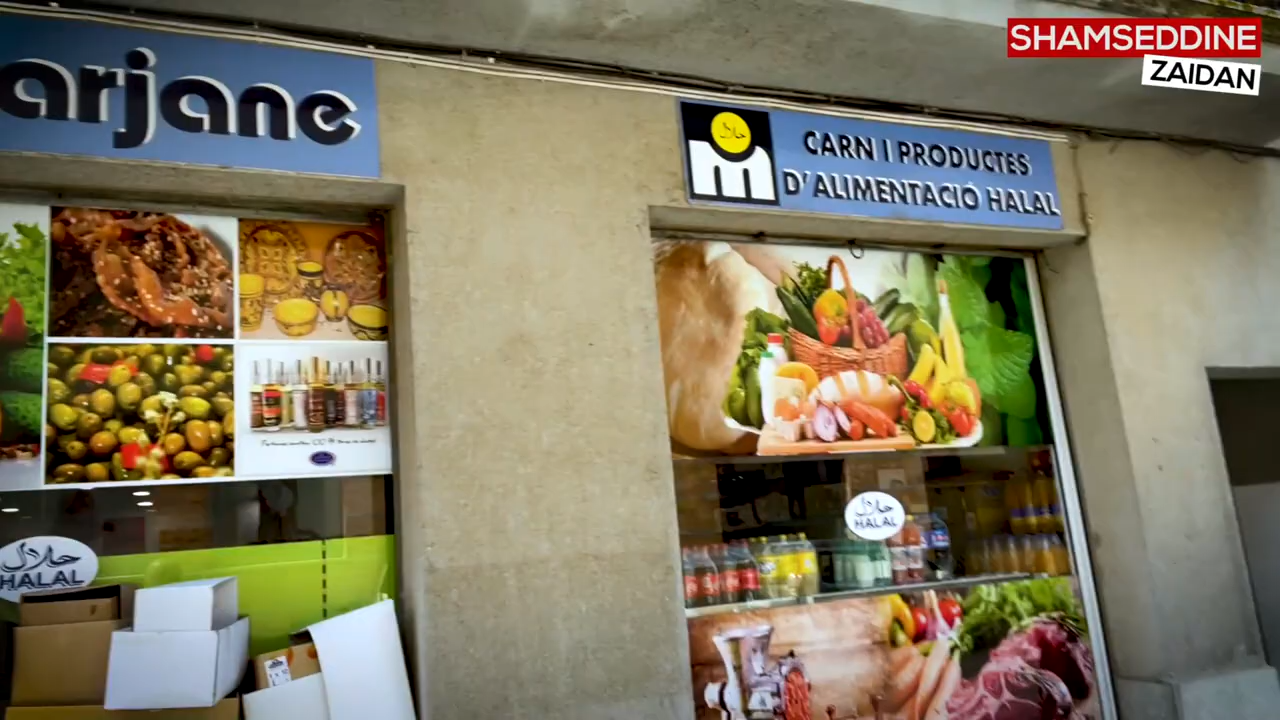 SHAMSEDDINE
ZAIDAN
arjane
حلال
m
CARN I PRODUCTES
D'ALIMENTACIÓ HALAL
حلال
HALAL
حلال
HALAL